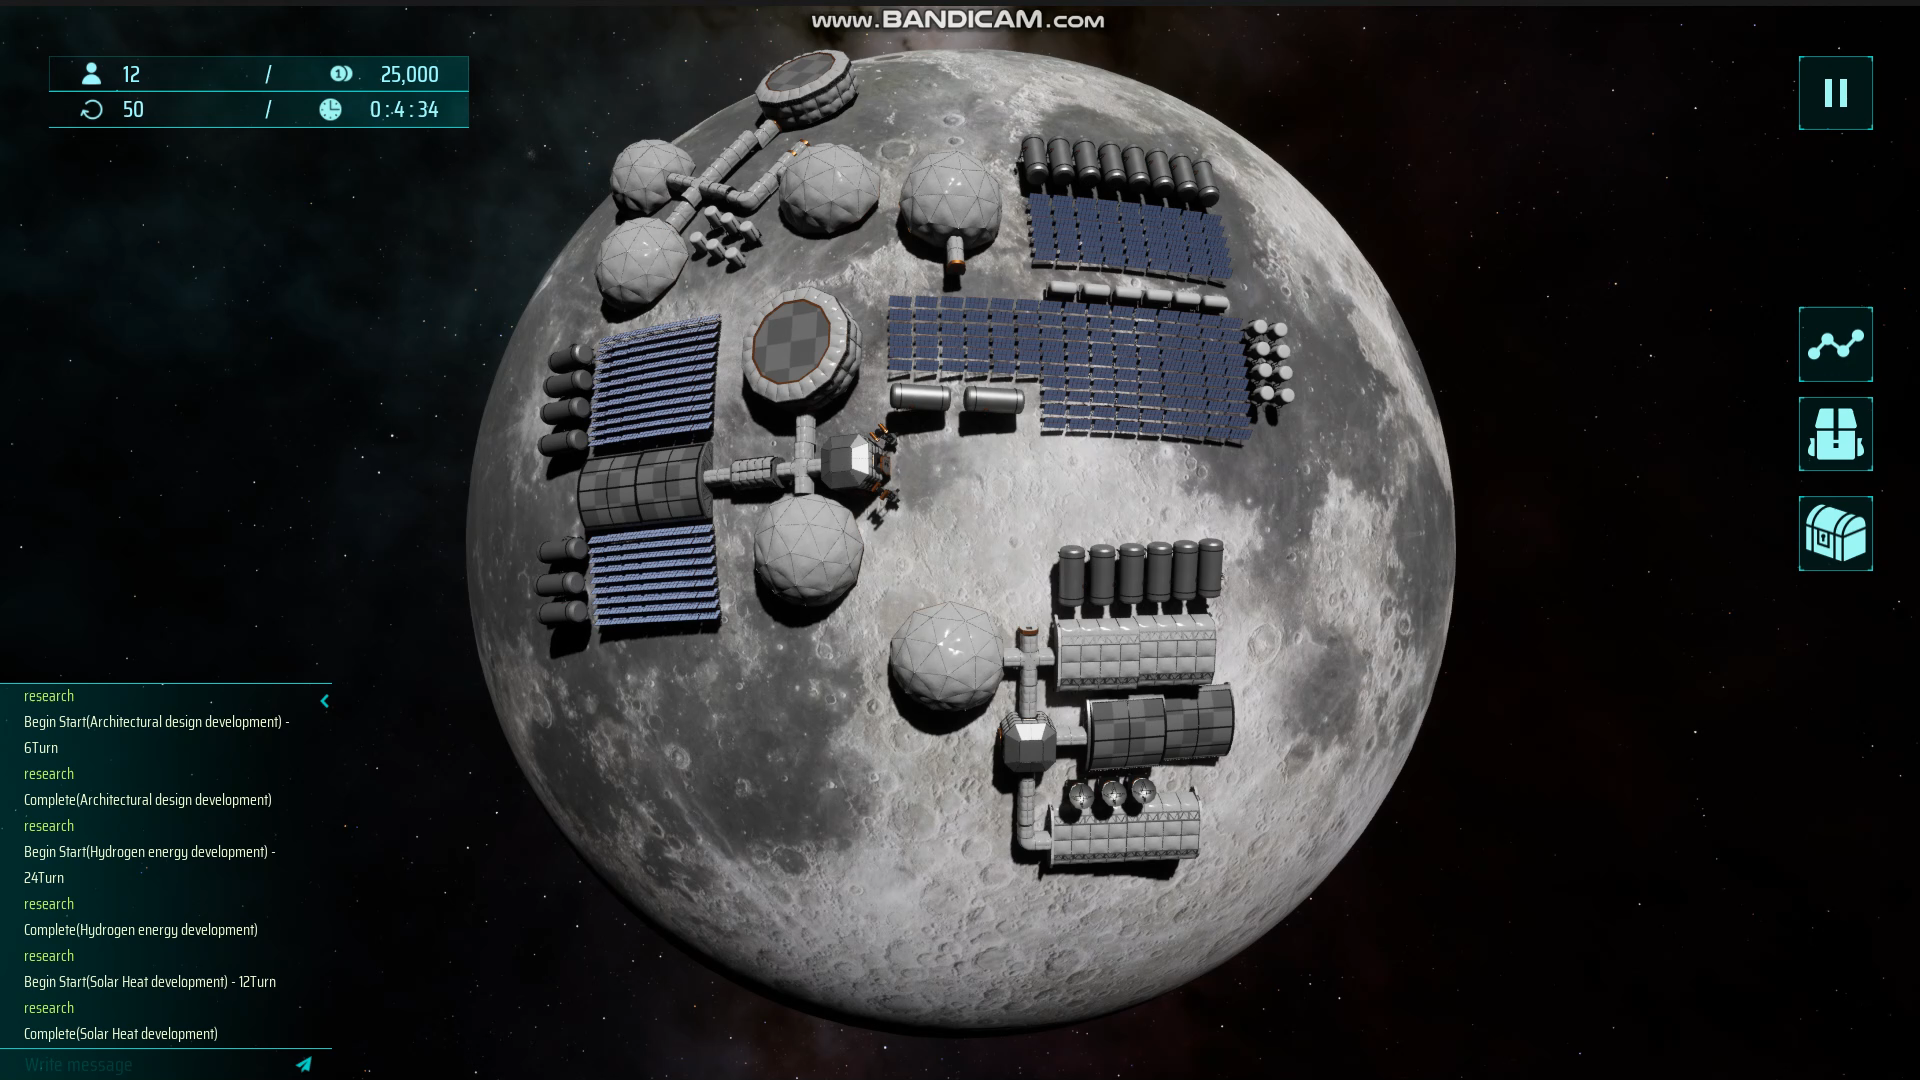 www.BANDICAM.com
12 / 25,000
50 / 0:4:34
research
Begin Start(Architectural design development) -
6Turn
research
Complete(Architectural design development)
research
Begin Start(Hydrogen energy development) -
24Turn
research
Complete(Hydrogen energy development)
research
Begin Start(Solar Heat development) - 12Turn
research
Complete(Solar Heat development)
Write message